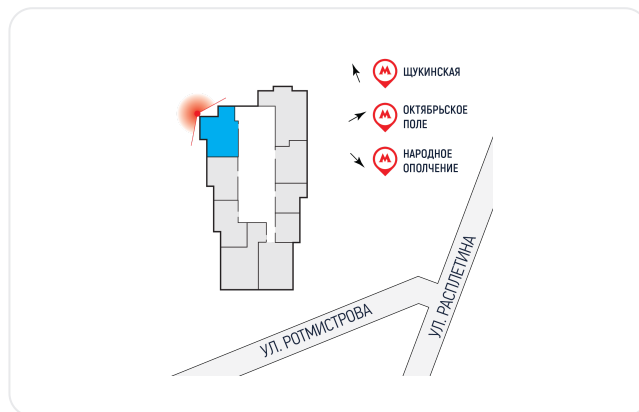 ЩУКИНСКАЯ
ОКТЯБРЬСКОЕ
ПОЛЕ
НАРОДНОЕ
ОПОЛЧЕНИЕ
УЛ. РОТМИСТРОВА
УЛ. РАСПЛЕТИНА